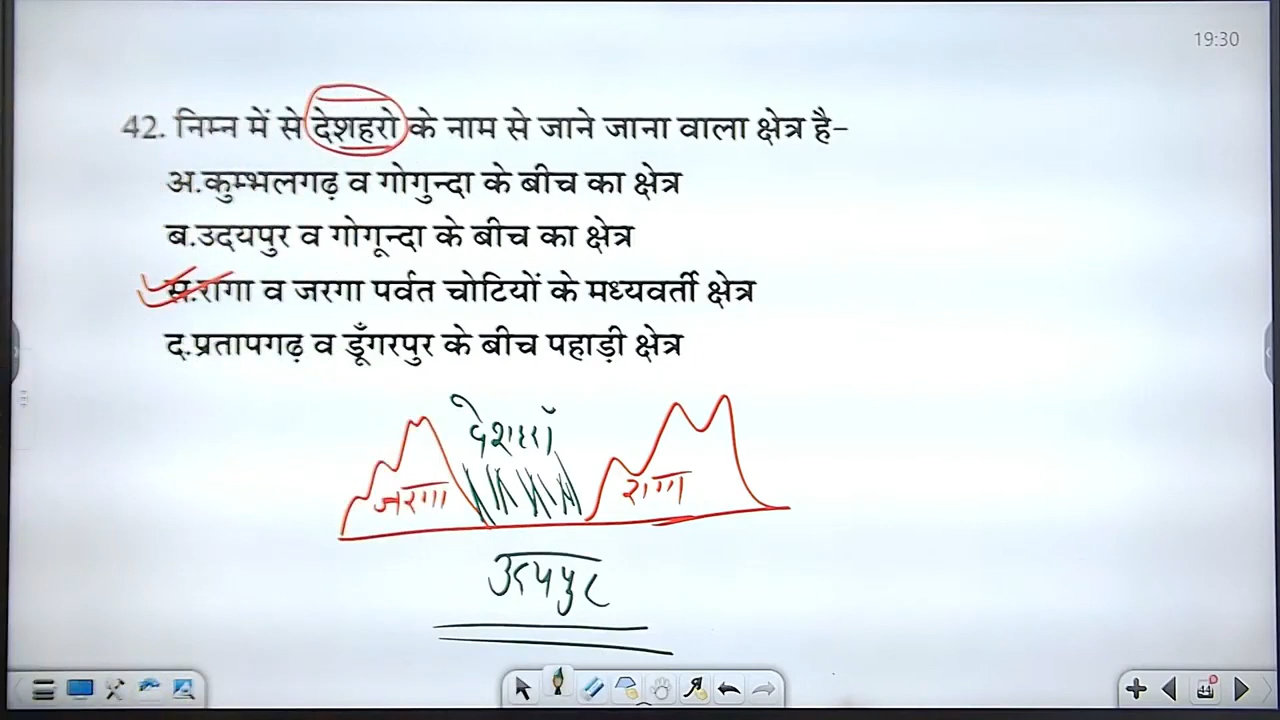 19:30
42. निम्न में से देशहरो के नाम से जाने जाना वाला क्षेत्र है-
अ.कुम्भलगढ़ व गोगुन्दा के बीच का क्षेत्र
ब.उदयपुर व गोगून्दा के बीच का क्षेत्र
स.रागा व जरगा पर्वत चोटियों के मध्यवर्ती क्षेत्र
द.प्रतापगढ़ व डूँगरपुर के बीच पहाड़ी क्षेत्र
देशहरों
जरगा रागा
उदयपुर